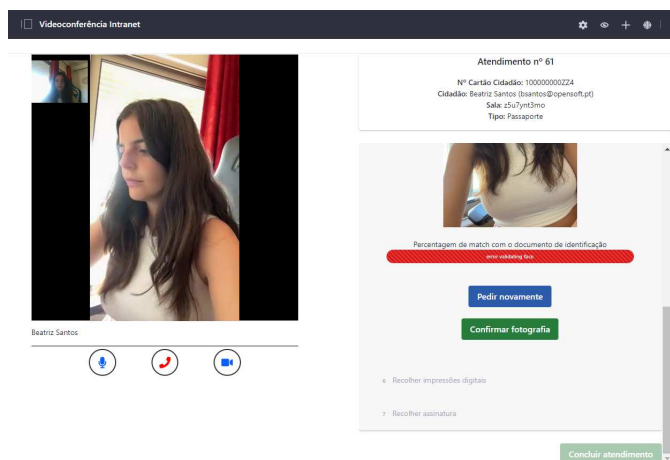 Videoconferência Intranet
Beatriz Santos
Atendimento nº 61
Nº Cartão Cidadão: 100000000ZZ4
Cidadão: Beatriz Santos (bsantos@opensoft.pt)
Sala: z5u7ynt3mo
Tipo: Passaporte
Percentagem de match com o documento de identificação
error validating face
Pedir novamente
Confirmar fotografia
6 Recolher impressões digitais
7 Recolher assinatura
Concluir atendimento